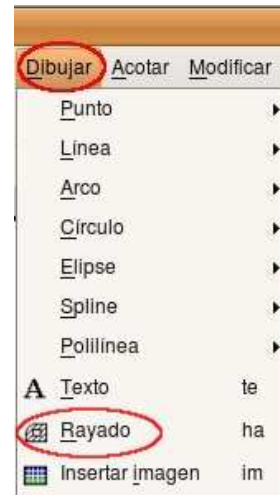 Dibujar Acotar Modificar
Punto
Línea
Arco
Círculo
Elipse
Spline
Polilínea
A Texto te
Rayado ha
Insertar imagen im